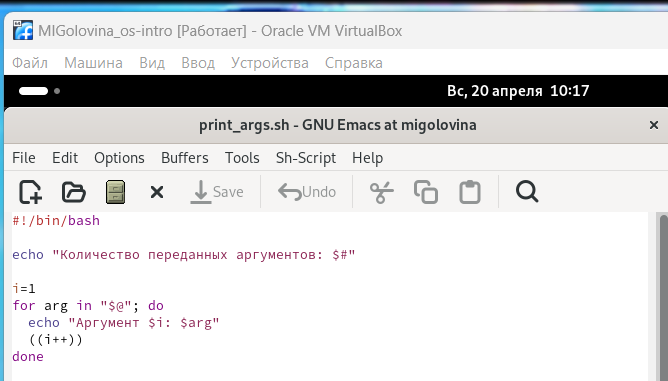 MIGolovina_os-intro [Работает] - Oracle VM VirtualBox
Файл Машина Вид Ввод Устройства Справка
Вс, 20 апреля 10:17
print_args.sh - GNU Emacs at migolovina
File Edit Options Buffers Tools Sh-Script Help
Save Undo
#!/bin/bash
echo "Количество переданных аргументов: $#"
i=1
for arg in "$@"; do
  echo "Аргумент $i: $arg"
  ((i++))
done